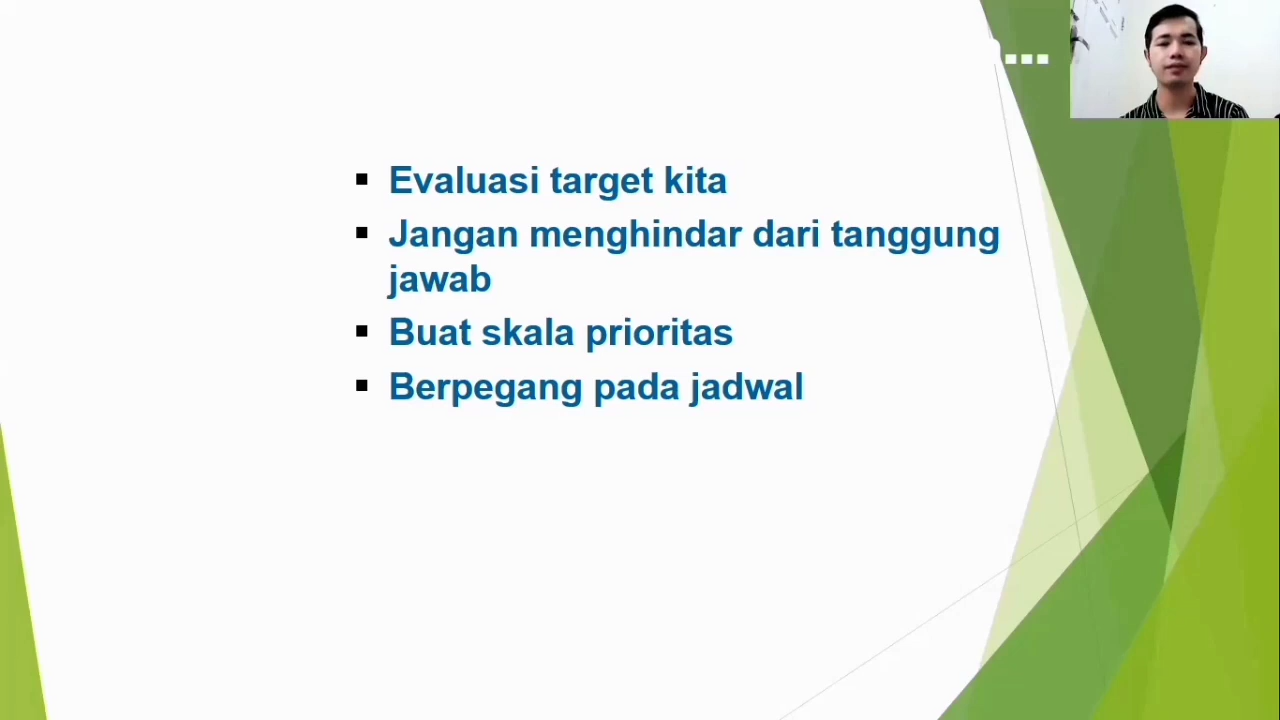 ...
Evaluasi target kita
Jangan menghindar dari tanggung
jawab
Buat skala prioritas
Berpegang pada jadwal